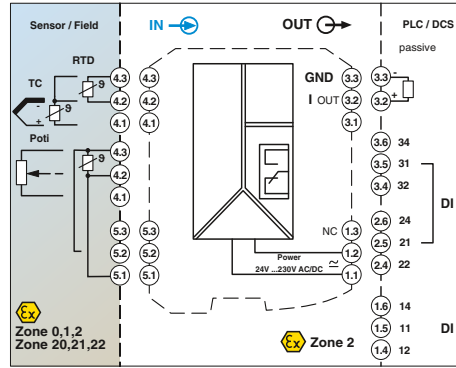 Sensor / Field
IN
OUT
PLC / DCS
passive
RTD
TC
ϑ
ϑ
-
+
4.3
4.2
4.1
4.3
4.2
4.1
GND
I OUT
3.3
3.2
3.1
3.3
3.2
-
+
Poti
ϑ
4.3
4.2
4.1
5.3
5.2
5.1
5.3
5.2
5.1
NC
1.3
1.2
1.1
Power
24V ...230V AC/DC
≃
3.6 34
3.5 31
3.4 32
DI
2.6 24
2.5 21
2.4 22
1.6 14
1.5 11
1.4 12
DI
Ex
Zone 0,1,2
Zone 20,21,22
Ex
Zone 2